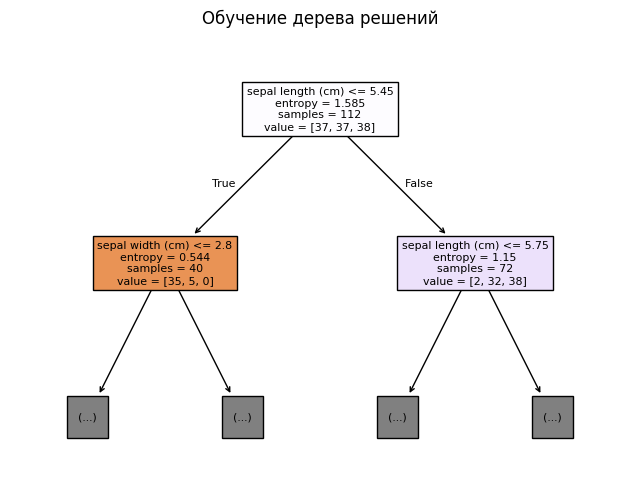 Обучение дерева решений
sepal length (cm) <= 5.45
entropy = 1.585
samples = 112
value = [37, 37, 38]
True
False
sepal width (cm) <= 2.8
entropy = 0.544
samples = 40
value = [35, 5, 0]
sepal length (cm) <= 5.75
entropy = 1.15
samples = 72
value = [2, 32, 38]
(...)
(...)
(...)
(...)